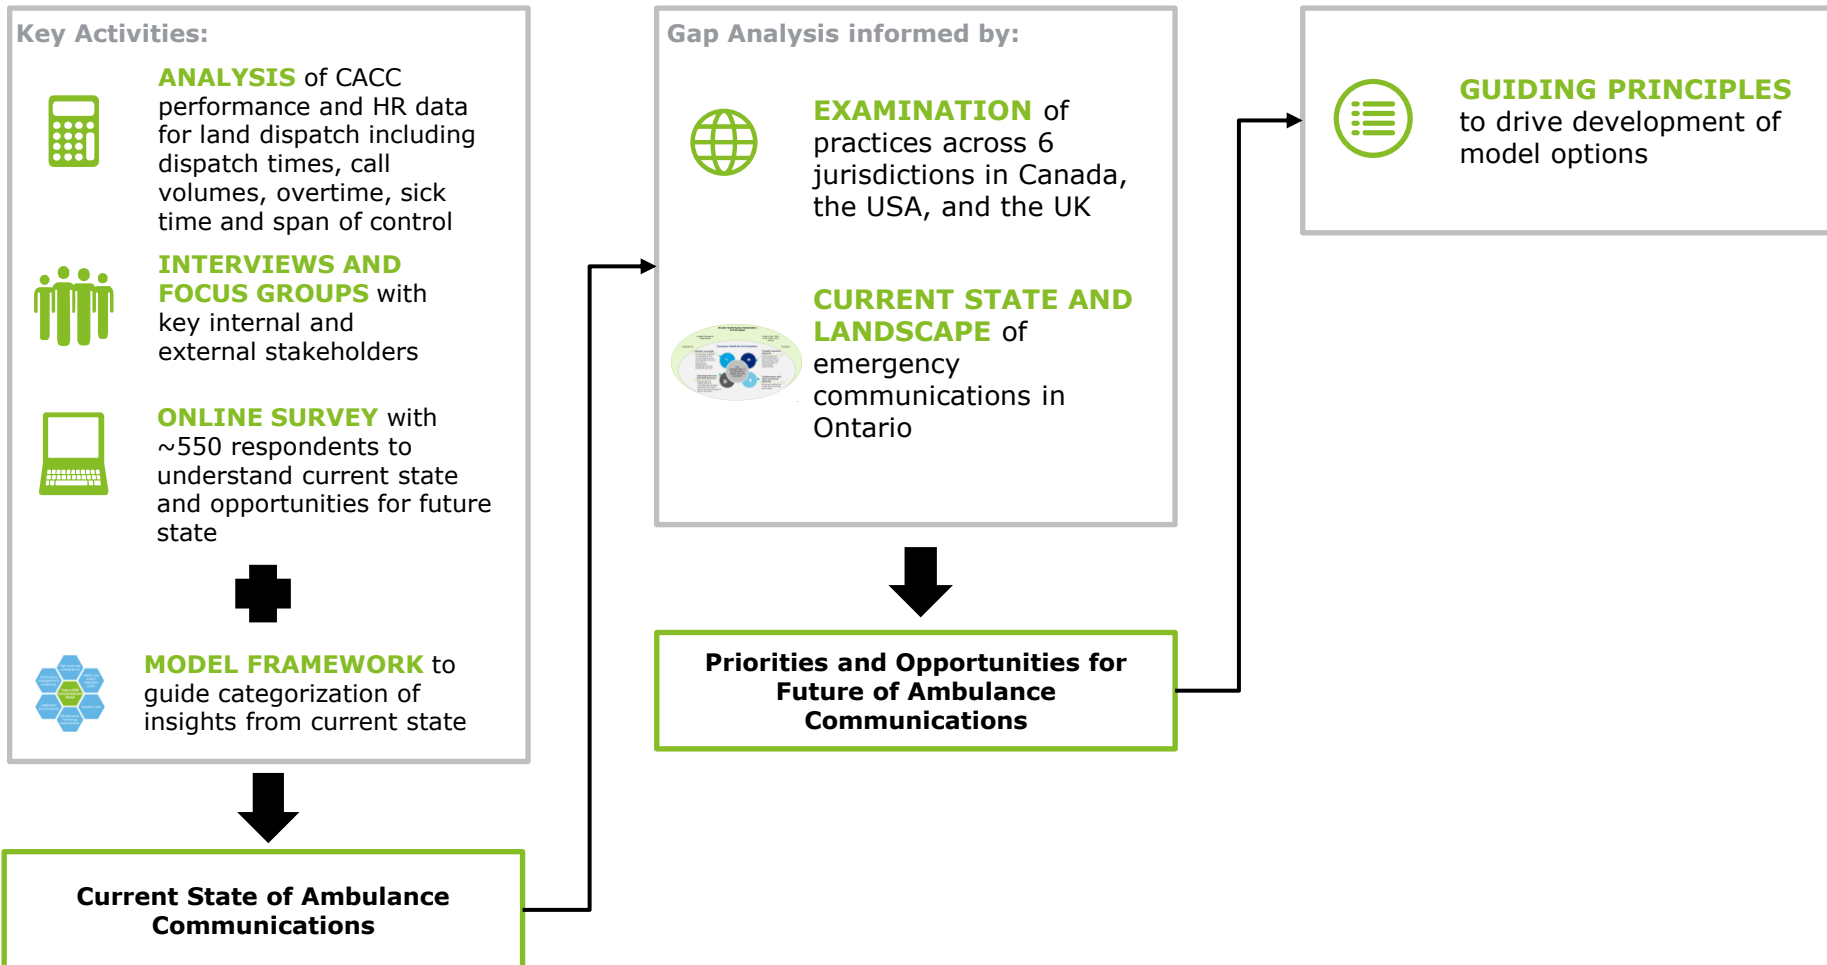 Key Activities:
ANALYSIS of CACC
performance and HR data
for land dispatch including
dispatch times, call
volumes, overtime, sick
time and span of control
INTERVIEWS AND
FOCUS GROUPS with
key internal and
external stakeholders
ONLINE SURVEY with
~550 respondents to
understand current state
and opportunities for future
state
MODEL FRAMEWORK to
guide categorization of
insights from current state
Current State of Ambulance
Communications
Gap Analysis informed by:
EXAMINATION of
practices across 6
jurisdictions in Canada,
the USA, and the UK
CURRENT STATE AND
LANDSCAPE of
emergency
communications in
Ontario
Priorities and Opportunities for
Future of Ambulance
Communications
GUIDING PRINCIPLES
to drive development of
model options